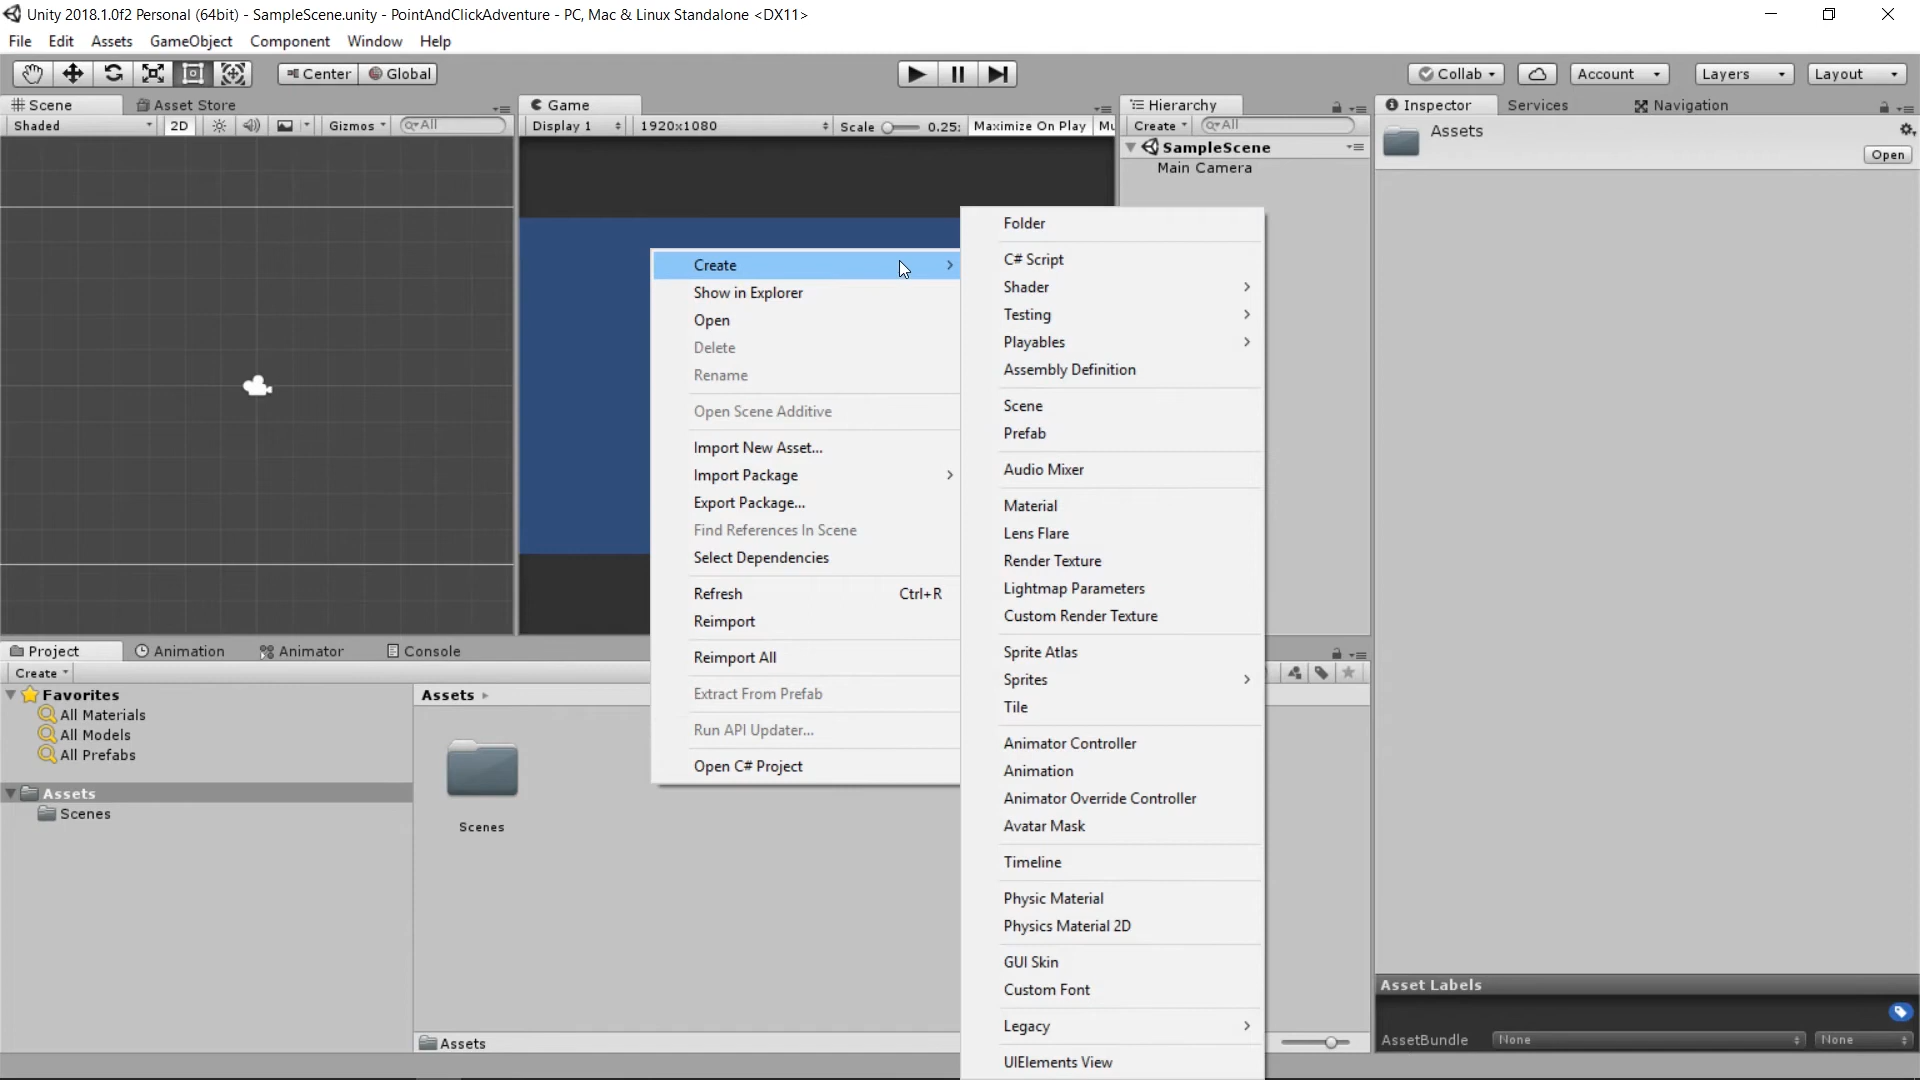 Unity 2018.1.0f2 Personal (64bit) - SampleScene.unity - PointAndClickAdventure - PC, Mac & Linux Standalone <DX11>
File Edit Assets GameObject Component Window Help
Center Global Collab Account Layers Layout
Scene Asset Store Game Hierarchy Inspector Services Navigation
Shaded 2D Gizmos All Display 1 1920x1080 Scale 0.25: Maximize On Play Mu Create All Assets
SampleScene Open
Main Camera
Create
Show in Explorer
Open
Delete
Rename
Open Scene Additive
Import New Asset...
Import Package
Export Package...
Find References In Scene
Select Dependencies
Refresh Ctrl+R
Reimport
Reimport All
Extract From Prefab
Run API Updater...
Open C# Project
Folder
C# Script
Shader
Testing
Playables
Assembly Definition
Scene
Prefab
Audio Mixer
Material
Lens Flare
Render Texture
Lightmap Parameters
Custom Render Texture
Sprite Atlas
Sprites
Tile
Animator Controller
Animation
Animator Override Controller
Avatar Mask
Timeline
Physic Material
Physics Material 2D
GUI Skin
Custom Font
Legacy
UIElements View
Project Animation Animator Console
Create
Favorites
All Materials
All Models
All Prefabs
Assets
Scenes
Assets
Scenes
Assets
Asset Labels
AssetBundle None None